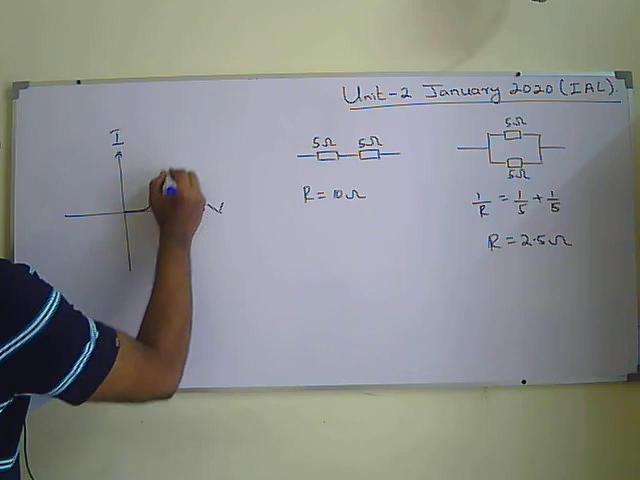 Unit-2 January 2020 (IAL).
I
V
5Ω 5Ω
R = 10Ω
5Ω
5Ω
1/R = 1/5 + 1/5
R = 2.5Ω